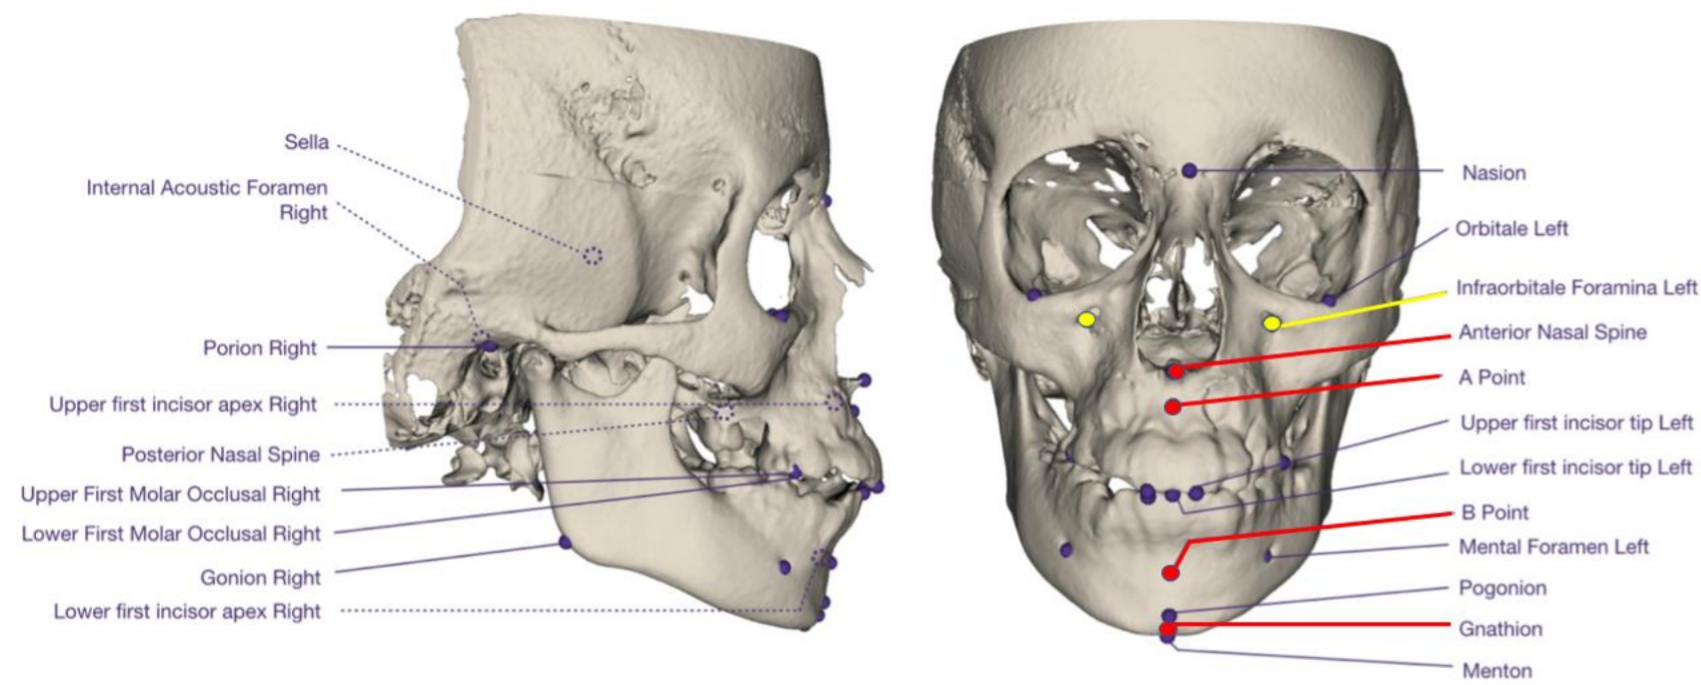 Sella
Internal Acoustic Foramen
Right
Porion Right
Upper first incisor apex Right
Posterior Nasal Spine
Upper First Molar Occlusal Right
Lower First Molar Occlusal Right
Gonion Right
Lower first incisor apex Right
Nasion
Orbitale Left
Infraorbitale Foramina Left
Anterior Nasal Spine
A Point
Upper first incisor tip Left
Lower first incisor tip Left
B Point
Mental Foramen Left
Pogonion
Gnathion
Menton